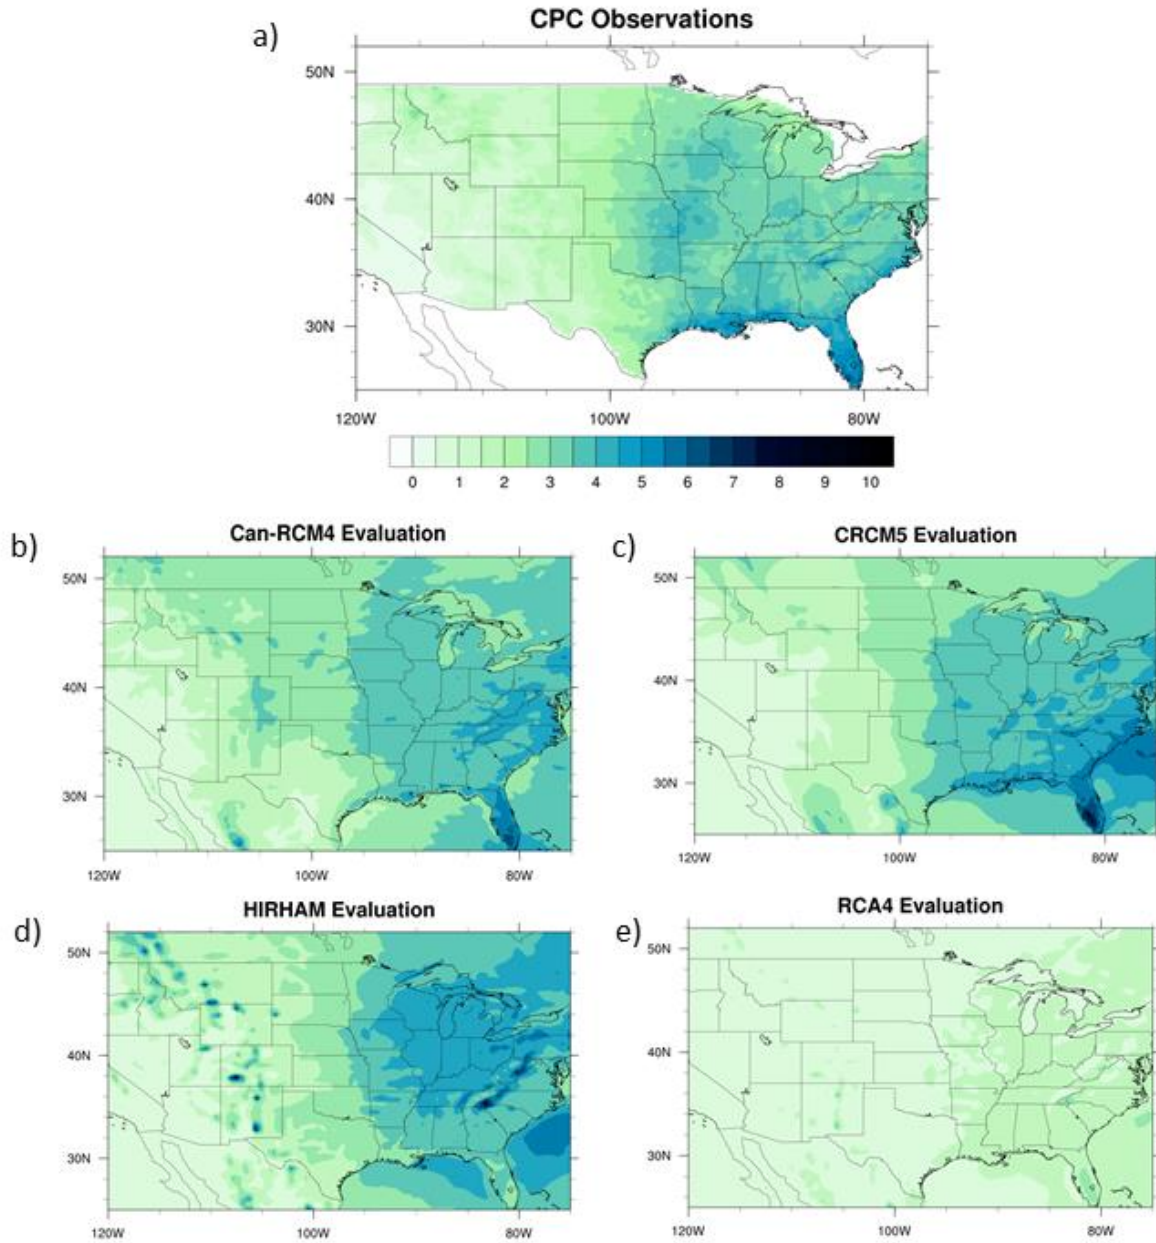 CPC Observations
a)
50N
40N
30N
120W 100W 80W
0 1 2 3 4 5 6 7 8 9 10
b)
Can-RCM4 Evaluation
50N
40N
30N
120W 100W 80W
c)
CRCM5 Evaluation
50N
40N
30N
120W 100W 80W
d)
HIRHAM Evaluation
50N
40N
30N
120W 100W 80W
e)
RCA4 Evaluation
50N
40N
30N
120W 100W 80W